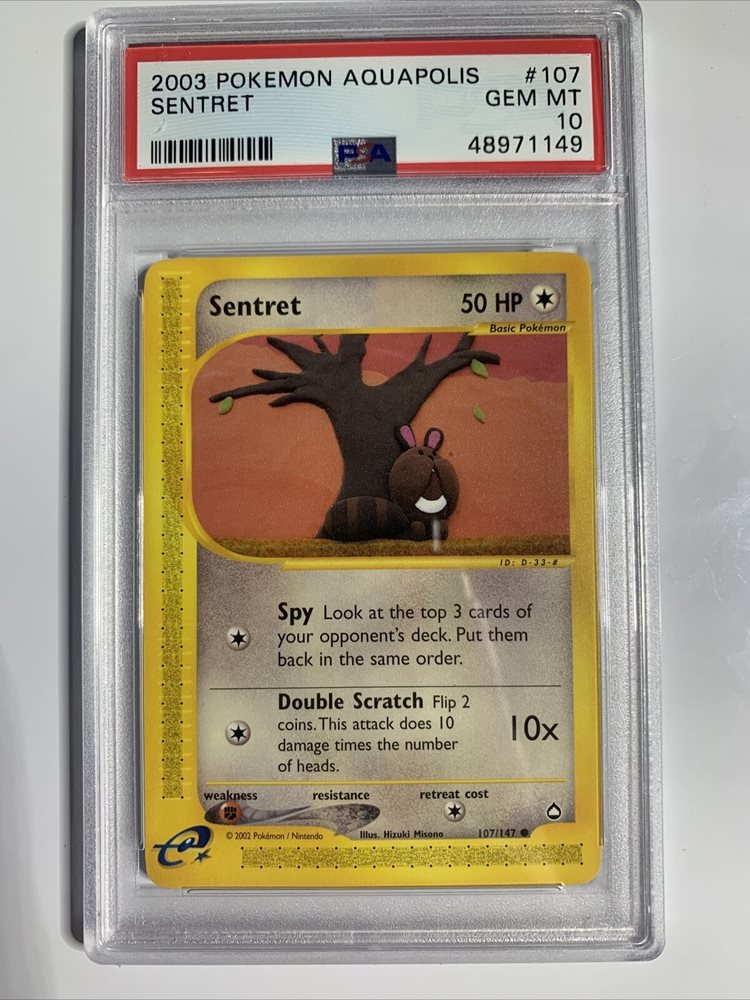 2003 POKEMON AQUAPOLIS #107
SENTRET GEM MT
10
PSA 48971149
Sentret 50 HP
Basic Pokémon
ID: D-33-#
Spy Look at the top 3 cards of
your opponent's deck. Put them
back in the same order.
Double Scratch Flip 2
coins. This attack does 10
damage times the number
of heads.
10x
weakness resistance retreat cost
© 2002 Pokémon / Nintendo Illus. Hizuki Misono 107/147
e